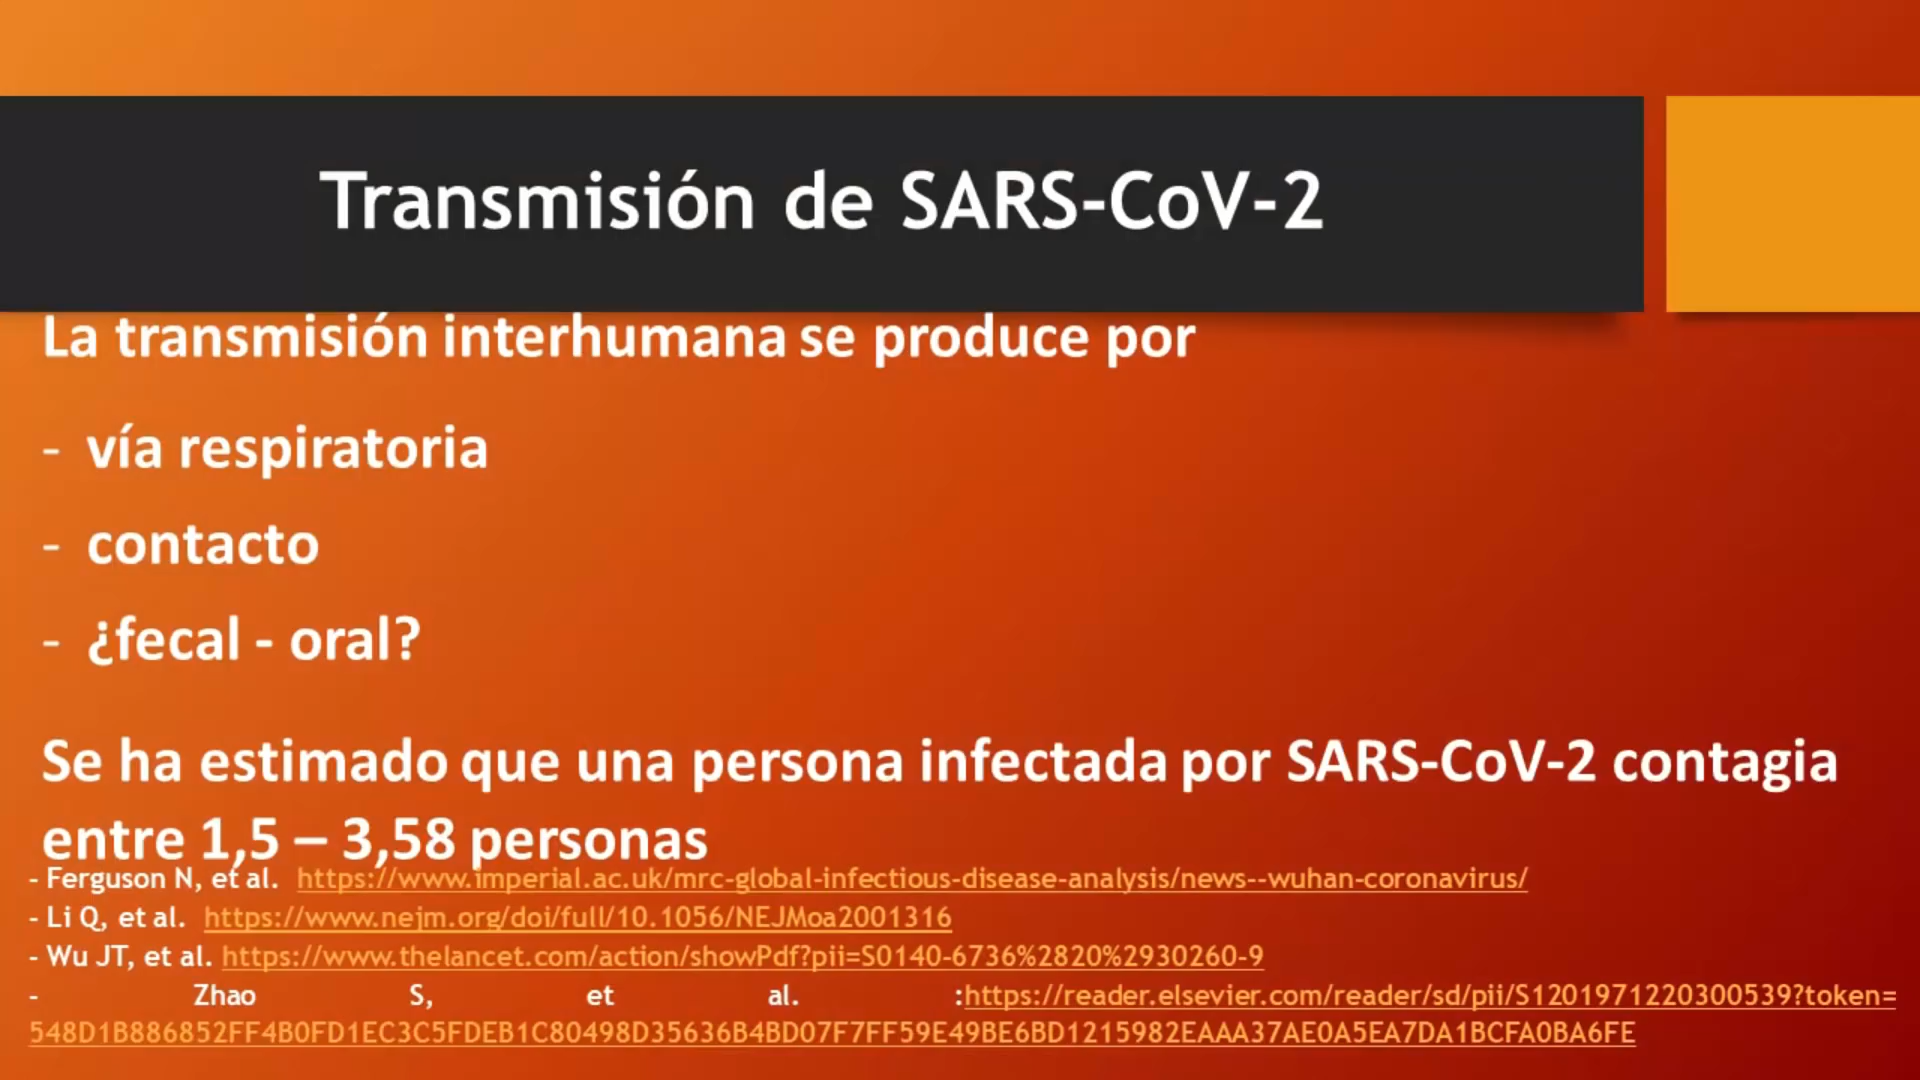 Transmisión de SARS-CoV-2
La transmisión interhumana se produce por
- vía respiratoria
- contacto
- ¿fecal - oral?
Se ha estimado que una persona infectada por SARS-CoV-2 contagia
entre 1,5 – 3,58 personas
- Ferguson N, et al. https://www.imperial.ac.uk/mrc-global-infectious-disease-analysis/news--wuhan-coronavirus/
- Li Q, et al. https://www.nejm.org/doi/full/10.1056/NEJMoa2001316
- Wu JT, et al. https://www.thelancet.com/action/showPdf?pii=S0140-6736%2820%2930260-9
- Zhao S, et al. :https://reader.elsevier.com/reader/sd/pii/S1201971220300539?token=
548D1B886852FF4B0FD1EC3C5FDEB1C80498D35636B4BD07F7FF59E49BE6BD1215982EAAA37AE0A5EA7DA1BCFA0BA6FE